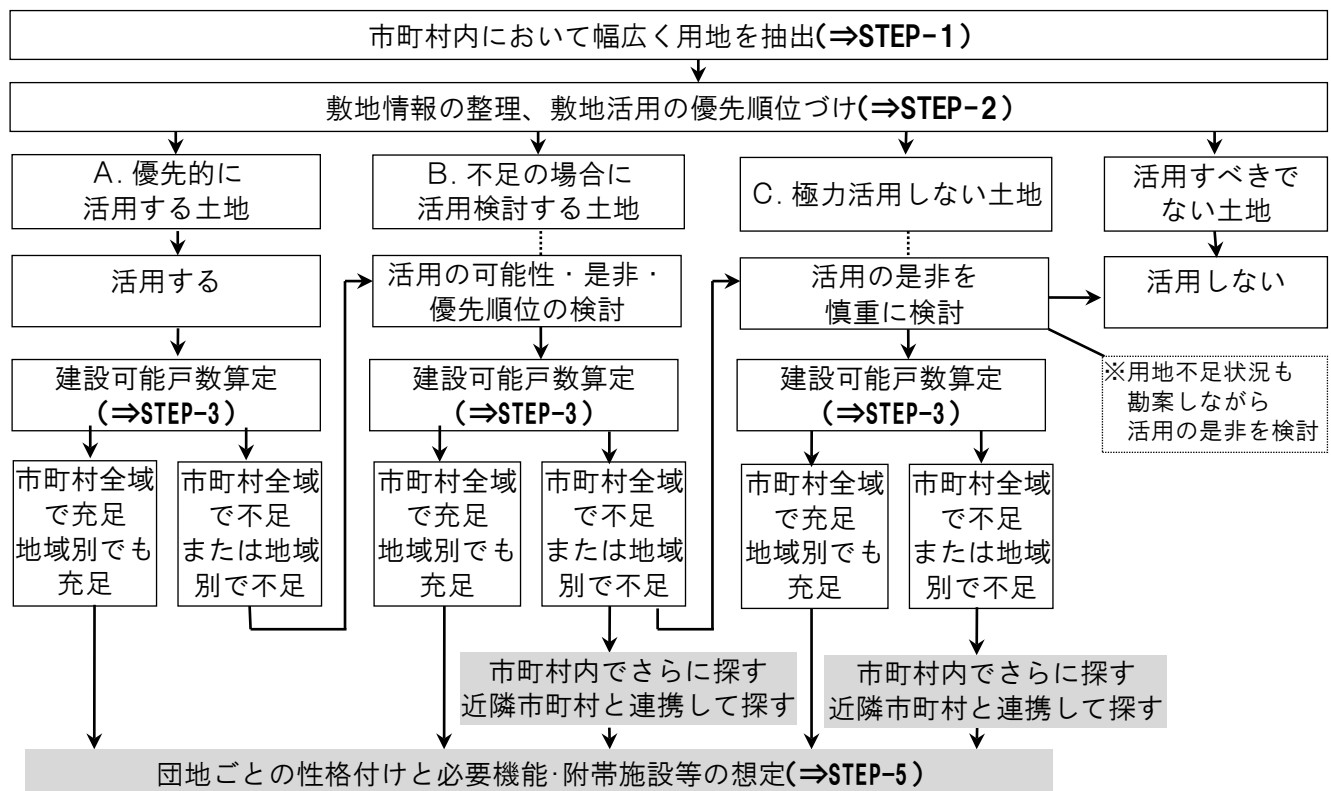 市町村内において幅広く用地を抽出(⇒STEP-1)
敷地情報の整理、敷地活用の優先順位づけ(⇒STEP-2)
A. 優先的に
活用する土地
B. 不足の場合に
活用検討する土地
C. 極力活用しない土地
活用すべきで
ない土地
活用する
活用の可能性・是非・
優先順位の検討
活用の是非を
慎重に検討
活用しない
※用地不足状況も
勘案しながら
活用の是非を検討
建設可能戸数算定
(⇒STEP-3)
建設可能戸数算定
(⇒STEP-3)
建設可能戸数算定
(⇒STEP-3)
市町村全域
で充足
地域別でも
充足
市町村全域
で不足
または地域
別で不足
市町村全域
で充足
地域別でも
充足
市町村全域
で不足
または地域
別で不足
市町村全域
で充足
地域別でも
充足
市町村全域
で不足
または地域
別で不足
市町村内でさらに探す
近隣市町村と連携して探す
市町村内でさらに探す
近隣市町村と連携して探す
団地ごとの性格付けと必要機能・附帯施設等の想定(⇒STEP-5)